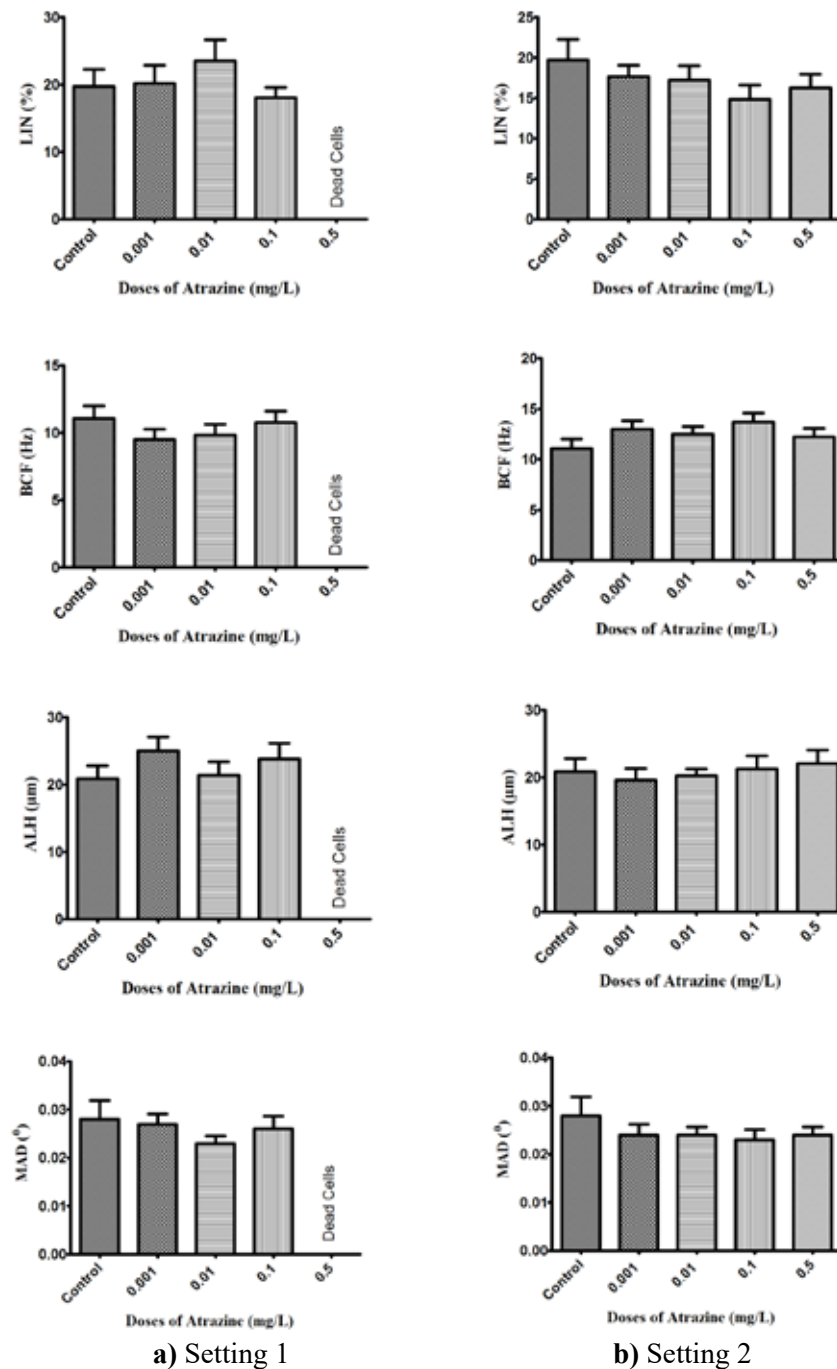 30
20
10
0
LIN (%)
Dead Cells
Control
0.001
0.01
0.1
0.5
Doses of Atrazine (mg/L)
25
20
15
10
5
0
LIN (%)
Control
0.001
0.01
0.1
0.5
Doses of Atrazine (mg/L)
15
10
5
0
BCF (Hz)
Dead Cells
Control
0.001
0.01
0.1
0.5
Doses of Atrazine (mg/L)
20
15
10
5
0
BCF (Hz)
Control
0.001
0.01
0.1
0.5
Doses of Atrazine (mg/L)
30
20
10
0
ALH (µm)
Dead Cells
Control
0.001
0.01
0.1
0.5
Doses of Atrazine (mg/L)
30
20
10
0
ALH (µm)
Control
0.001
0.01
0.1
0.5
Doses of Atrazine (mg/L)
0.04
0.03
0.02
0.01
0.00
MAD (⁰)
Dead Cells
Control
0.001
0.01
0.1
0.5
Doses of Atrazine (mg/L)
0.04
0.03
0.02
0.01
0.00
MAD (⁰)
Control
0.001
0.01
0.1
0.5
Doses of Atrazine (mg/L)
a) Setting 1
b) Setting 2